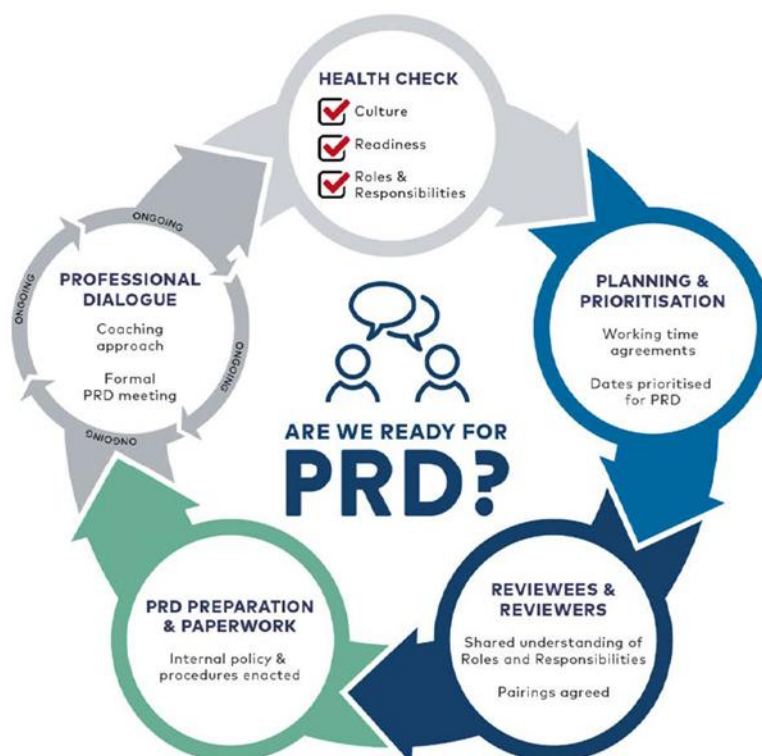 HEALTH CHECK
Culture
Readiness
Roles &
Responsibilities
PLANNING &
PRIORITISATION
Working time
agreements
Dates prioritised
for PRD
REVIEWEES &
REVIEWERS
Shared understanding of
Roles and Responsibilities
Pairings agreed
PRD PREPARATION
& PAPERWORK
Internal policy &
procedures enacted
PROFESSIONAL
DIALOGUE
Coaching
approach
Formal
PRD meeting
ONGOING
ONGOING
ONGOING
ONGOING
ARE WE READY FOR
PRD?